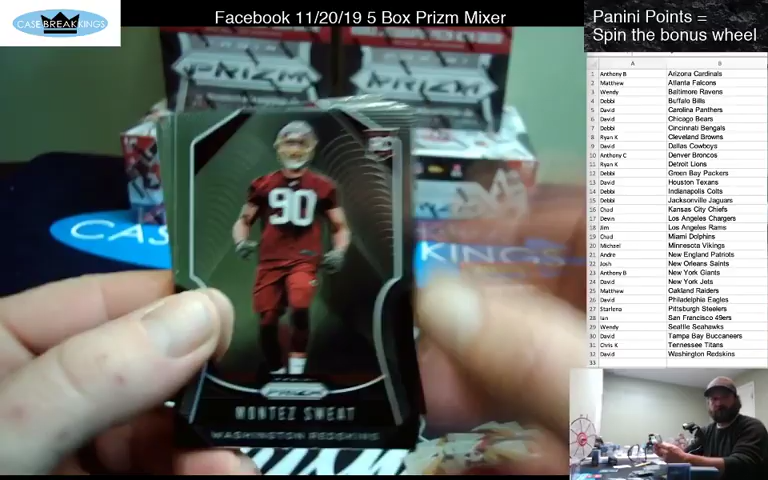 CASE BREAK KINGS
Facebook 11/20/19 5 Box Prizm Mixer
Panini Points =
Spin the bonus wheel
PRIZM
PRIZM
CAS
KINGS
90
RC
PRIZM
MONTEZ SWEAT
WASHINGTON REDSKINS
A B
1 Anthony B Arizona Cardinals
2 Matthew Atlanta Falcons
3 Wendy Baltimore Ravens
4 Debbi Buffalo Bills
5 David Carolina Panthers
6 David Chicago Bears
7 Debbi Cincinnati Bengals
8 Ryan K Cleveland Browns
9 David Dallas Cowboys
10 Anthony C Denver Broncos
11 Ryan K Detroit Lions
12 Debbi Green Bay Packers
13 David Houston Texans
14 Debbi Indianapolis Colts
15 Debbi Jacksonville Jaguars
16 Chad Kansas City Chiefs
17 Devin Los Angeles Chargers
18 Jim Los Angeles Rams
19 Chad Miami Dolphins
20 Michael Minnesota Vikings
21 Andre New England Patriots
22 Josh New Orleans Saints
23 Anthony B New York Giants
24 David New York Jets
25 Matthew Oakland Raiders
26 David Philadelphia Eagles
27 Starleno Pittsburgh Steelers
28 Ian San Francisco 49ers
29 Wendy Seattle Seahawks
30 David Tampa Bay Buccaneers
31 Chris K Tennessee Titans
32 David Washington Redskins
33